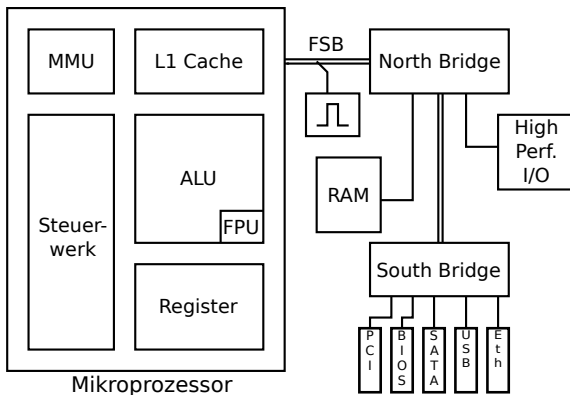 MMU
L1 Cache
FSB
North Bridge
High
Perf.
I/O
ALU
FPU
RAM
Steuer-
werk
South Bridge
Register
PCI
BIOS
SATA
USB
Eth
Mikroprozessor